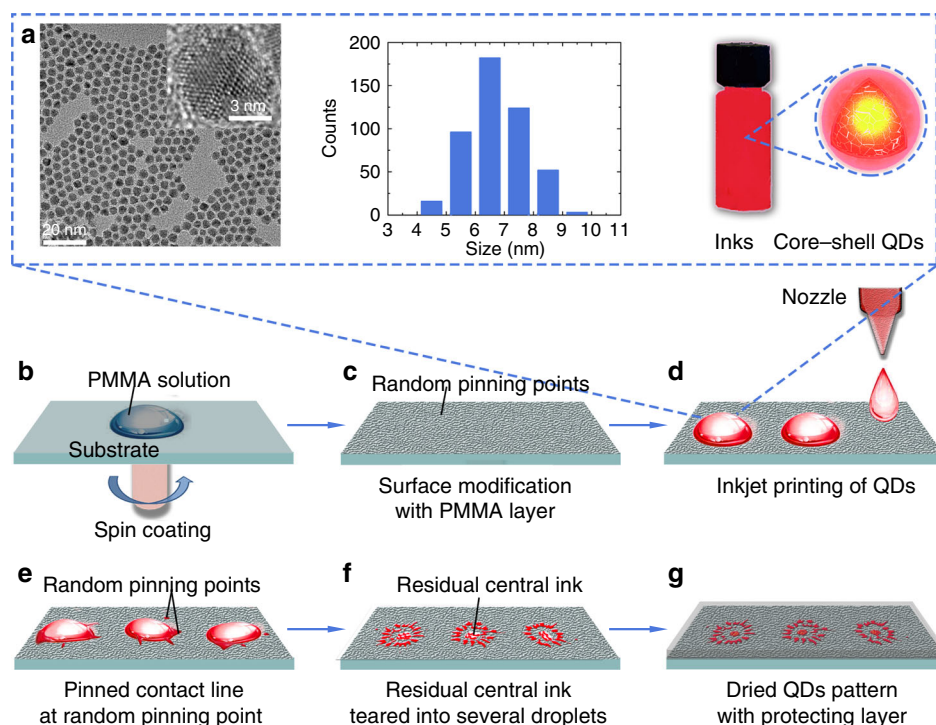 a
3 nm
20 nm
Counts
200
150
100
50
0
3 4 5 6 7 8 9 10 11
Size (nm)
Inks
Core–shell QDs
Nozzle
b
PMMA solution
Substrate
Spin coating
c
Random pinning points
Surface modification
with PMMA layer
d
Inkjet printing of QDs
e
Random pinning points
Pinned contact line
at random pinning point
f
Residual central ink
Residual central ink
teared into several droplets
g
Dried QDs pattern
with protecting layer